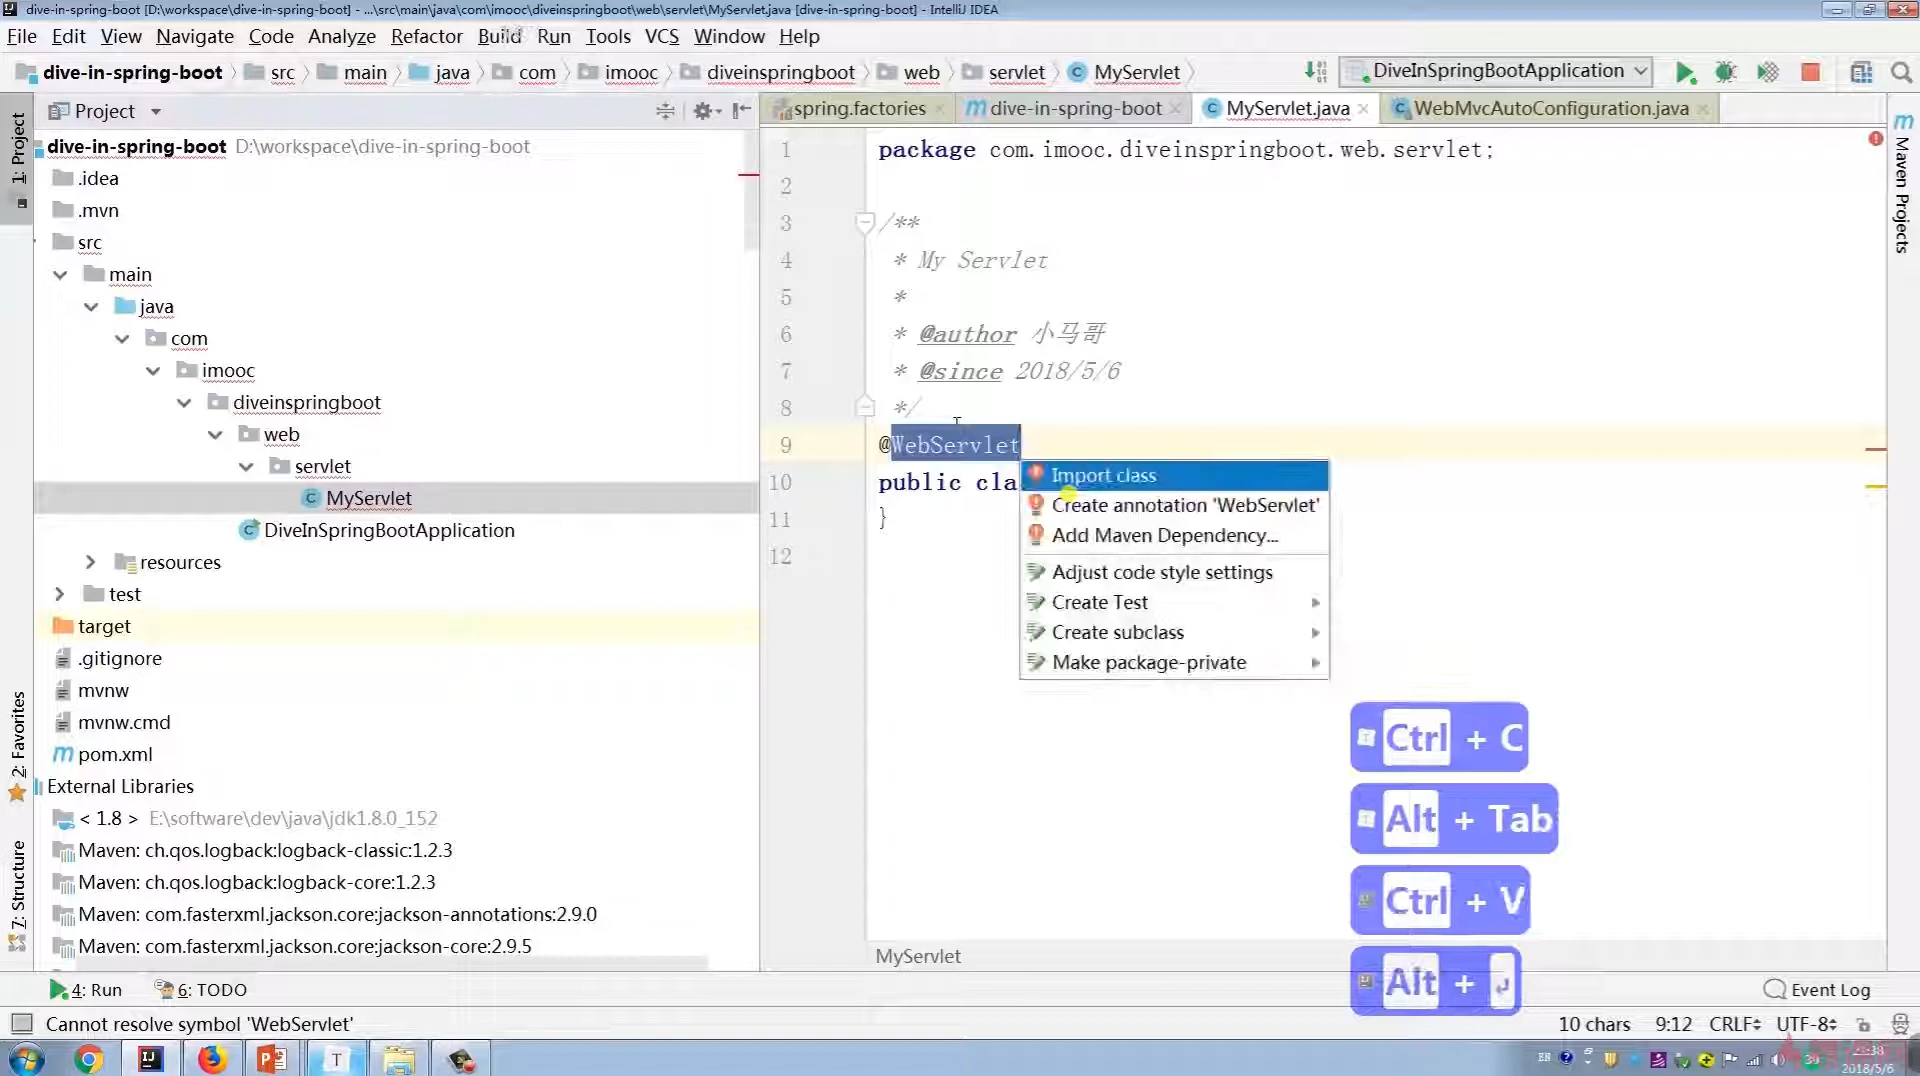 dive-in-spring-boot [D:\workspace\dive-in-spring-boot] - ...\src\main\java\com\imooc\diveinspringboot\web\servlet\MyServlet.java [dive-in-spring-boot] - IntelliJ IDEA
File Edit View Navigate Code Analyze Refactor Build Run Tools VCS Window Help
dive-in-spring-boot src main java com imooc diveinspringboot web servlet MyServlet DiveInSpringBootApplication
Project
spring.factories dive-in-spring-boot MyServlet.java WebMvcAutoConfiguration.java
1: Project
2: Favorites
7: Structure
Maven Projects
dive-in-spring-boot D:\workspace\dive-in-spring-boot
.idea
.mvn
src
main
java
com
imooc
diveinspringboot
web
servlet
MyServlet
DiveInSpringBootApplication
resources
test
target
.gitignore
mvnw
mvnw.cmd
pom.xml
External Libraries
< 1.8 > E:\software\dev\java\jdk1.8.0_152
Maven: ch.qos.logback:logback-classic:1.2.3
Maven: ch.qos.logback:logback-core:1.2.3
Maven: com.fasterxml.jackson.core:jackson-annotations:2.9.0
Maven: com.fasterxml.jackson.core:jackson-core:2.9.5
1 package com.imooc.diveinspringboot.web.servlet;
2
3 /**
4 * My Servlet
5 *
6 * @author 小马哥
7 * @since 2018/5/6
8 */
9 @WebServlet
10 public cla
11 }
12
Import class
Create annotation 'WebServlet'
Add Maven Dependency...
Adjust code style settings
Create Test
Create subclass
Make package-private
Ctrl + C
Alt + Tab
Ctrl + V
Alt + ↵
MyServlet
4: Run 6: TODO Event Log
Cannot resolve symbol 'WebServlet' 10 chars 9:12 CRLF UTF-8
EN
2018/5/6